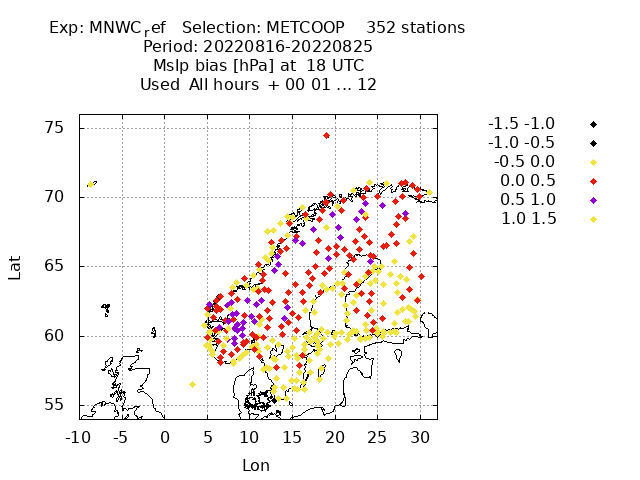 Exp: MNWCref   Selection: METCOOP    352 stations
Period: 20220816-20220825
Mslp bias [hPa] at  18 UTC
Used  All hours  + 00 01 ... 12
-1.5 -1.0
-1.0 -0.5
-0.5 0.0
0.0 0.5
0.5 1.0
1.0 1.5
75
70
65
60
55
Lat
-10 -5 0 5 10 15 20 25 30
Lon